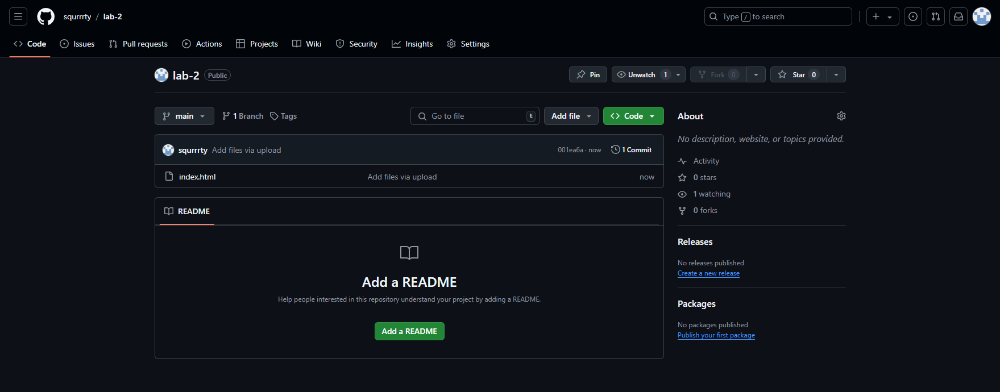 squrrrty / lab-2
Type / to search
Code Issues Pull requests Actions Projects Wiki Security Insights Settings
lab-2 Public
Pin Unwatch 1 Fork 0 Star 0
main 1 Branch Tags Go to file t Add file Code
squrrrty Add files via upload 001ea6a · now 1 Commit
index.html Add files via upload now
README
Add a README
Help people interested in this repository understand your project by adding a README.
Add a README
About
No description, website, or topics provided.
Activity
0 stars
1 watching
0 forks
Releases
No releases published
Create a new release
Packages
No packages published
Publish your first package